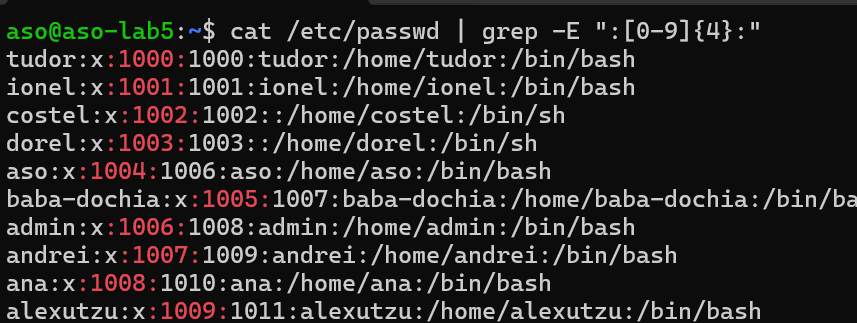 aso@aso-lab5:~$ cat /etc/passwd | grep -E ":[0-9]{4}:"
tudor:x:1000:1000:tudor:/home/tudor:/bin/bash
ionel:x:1001:1001:ionel:/home/ionel:/bin/bash
costel:x:1002:1002::/home/costel:/bin/sh
dorel:x:1003:1003::/home/dorel:/bin/sh
aso:x:1004:1006:aso:/home/aso:/bin/bash
baba-dochia:x:1005:1007:baba-dochia:/home/baba-dochia:/bin/ba
admin:x:1006:1008:admin:/home/admin:/bin/bash
andrei:x:1007:1009:andrei:/home/andrei:/bin/bash
ana:x:1008:1010:ana:/home/ana:/bin/bash
alexutzu:x:1009:1011:alexutzu:/home/alexutzu:/bin/bash